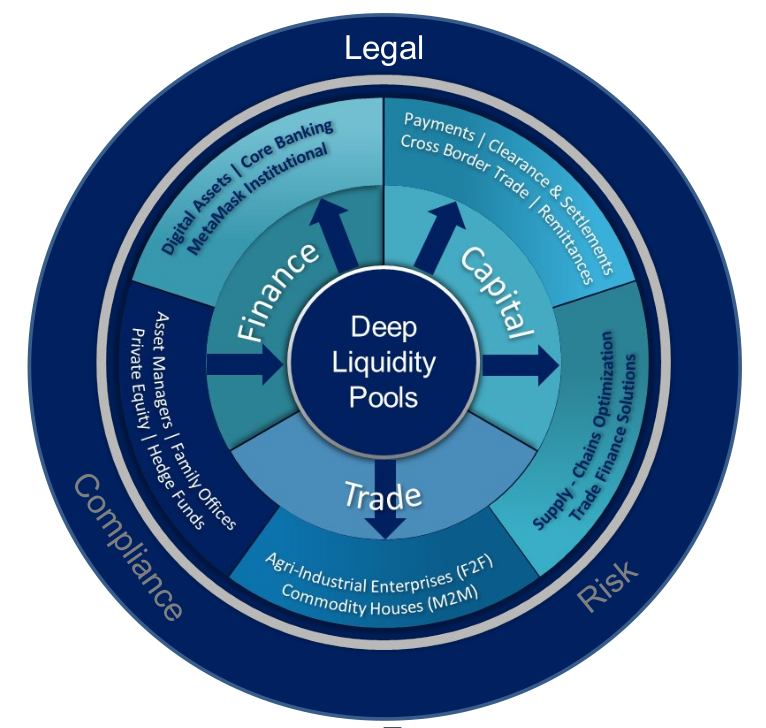 Legal
Digital Assets | Core Banking
MetaMask Institutional
Payments | Clearance & Settlements
Cross Border Trade | Remittances
Finance
Capital
Deep
Liquidity
Pools
Asset Managers | Family Offices
Private Equity | Hedge Funds
Supply - Chains Optimization
Trade Finance Solutions
Trade
Agri-Industrial Enterprises (F2F)
Commodity Houses (M2M)
Compliance
Risk